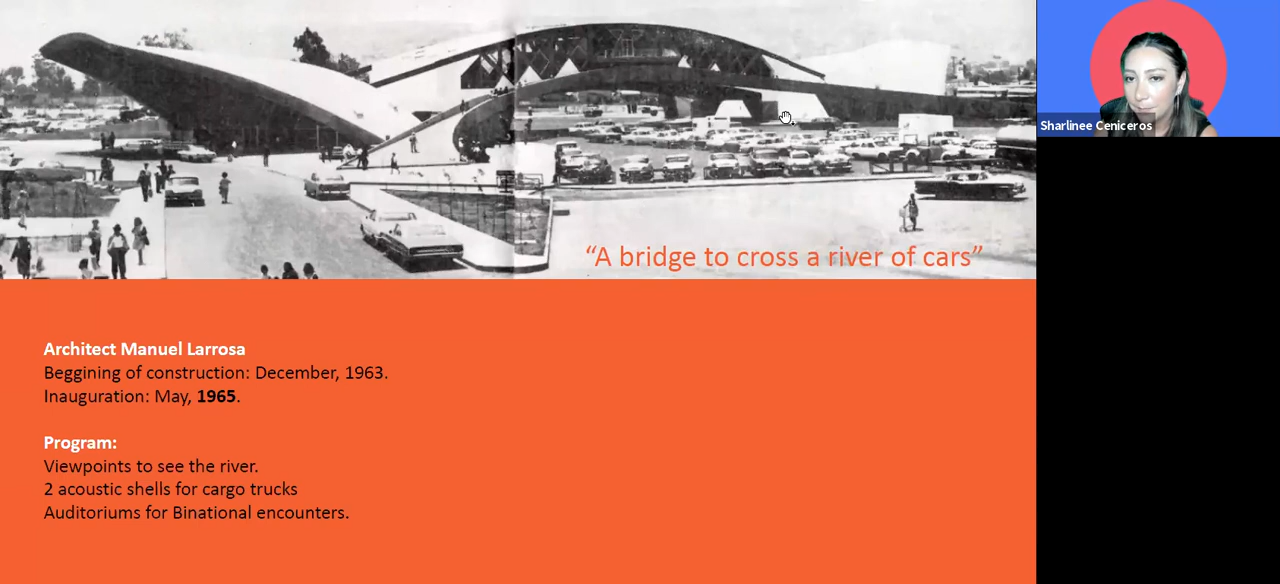 Sharlinee Ceniceros
“A bridge to cross a river of cars”
Architect Manuel Larrosa
Beggining of construction: December, 1963.
Inauguration: May, 1965.
Program:
Viewpoints to see the river.
2 acoustic shells for cargo trucks
Auditoriums for Binational encounters.